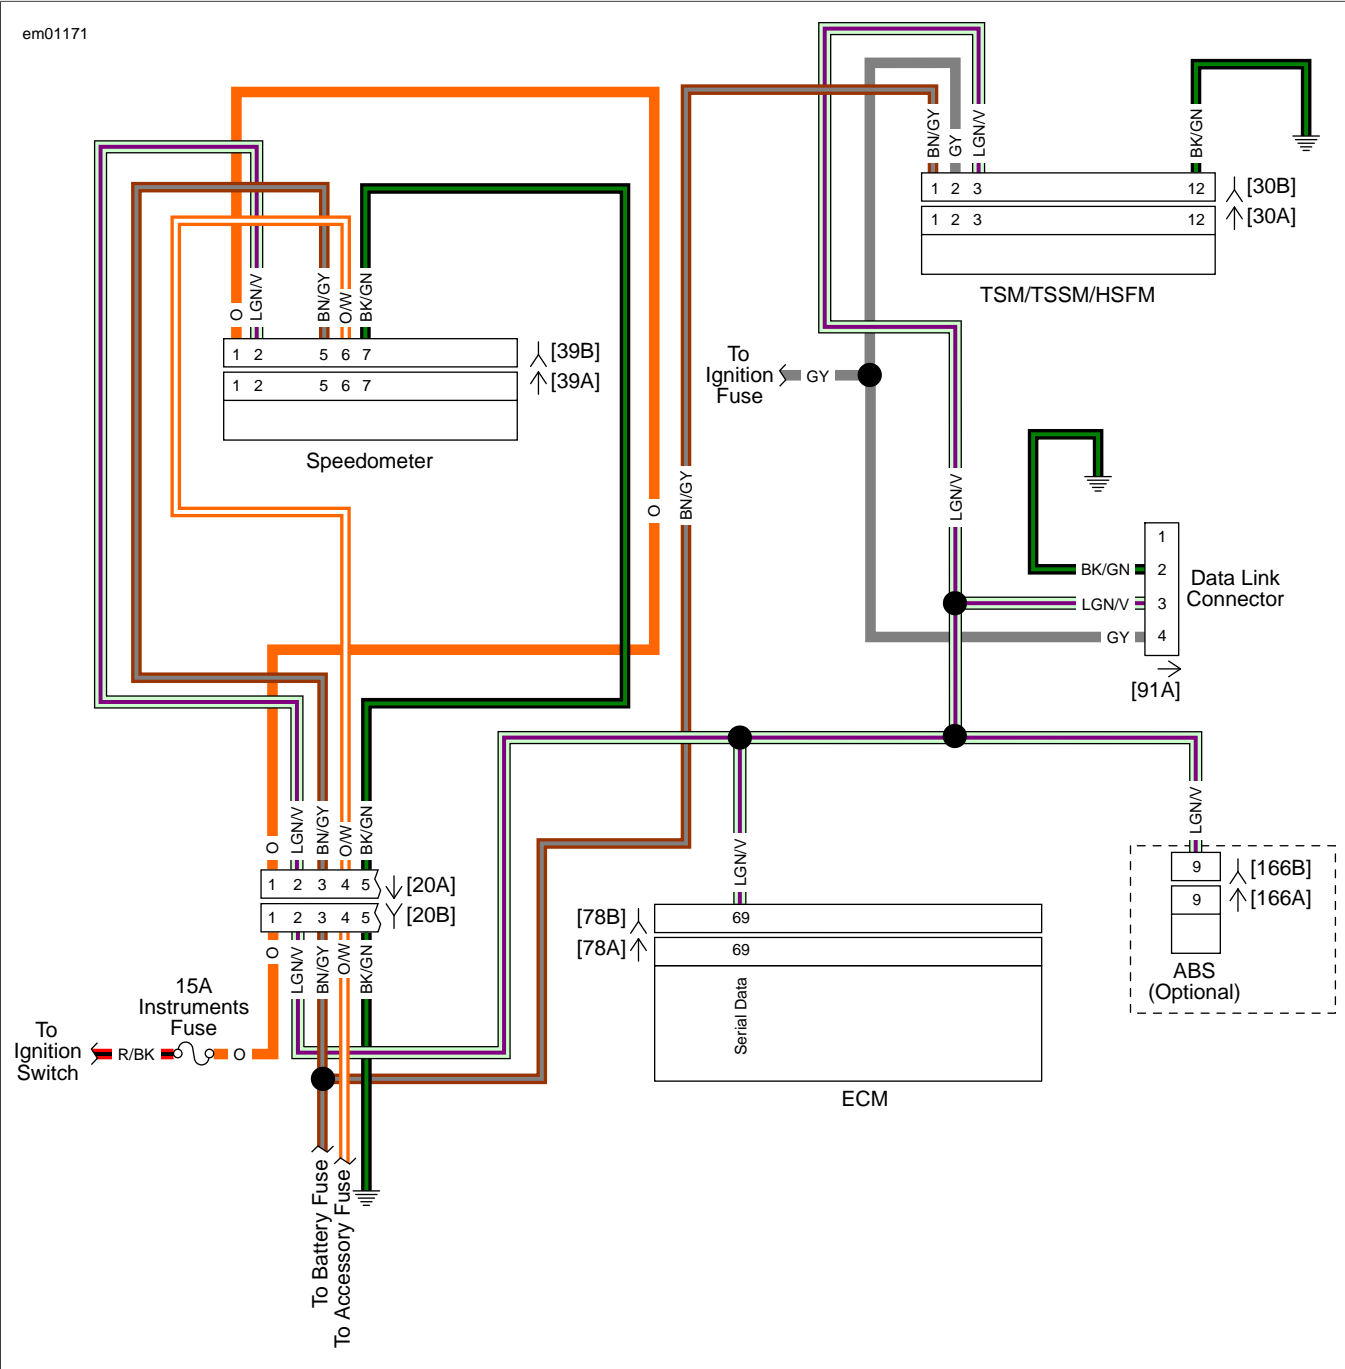 em01171
BN/GY
GY
LGN/V
BK/GN
1 2 3 12
[30B]
1 2 3 12
[30A]
TSM/TSSM/HSFM
O
LGN/V
BN/GY
O/W
BK/GN
1 2 5 6 7
[39B]
1 2 5 6 7
[39A]
Speedometer
To
Ignition
Fuse
GY
O
BN/GY
LGN/V
1
BK/GN 2
LGN/V 3
GY 4
Data Link
Connector
[91A]
O
LGN/V
BN/GY
O/W
BK/GN
1 2 3 4 5
[20A]
1 2 3 4 5
[20B]
O
LGN/V
BN/GY
O/W
BK/GN
LGN/V
[78B]
69
[78A]
69
Serial Data
ECM
LGN/V
9
[166B]
9
[166A]
ABS
(Optional)
15A
Instruments
Fuse
To
Ignition
Switch
R/BK
O
To Battery Fuse
To Accessory Fuse